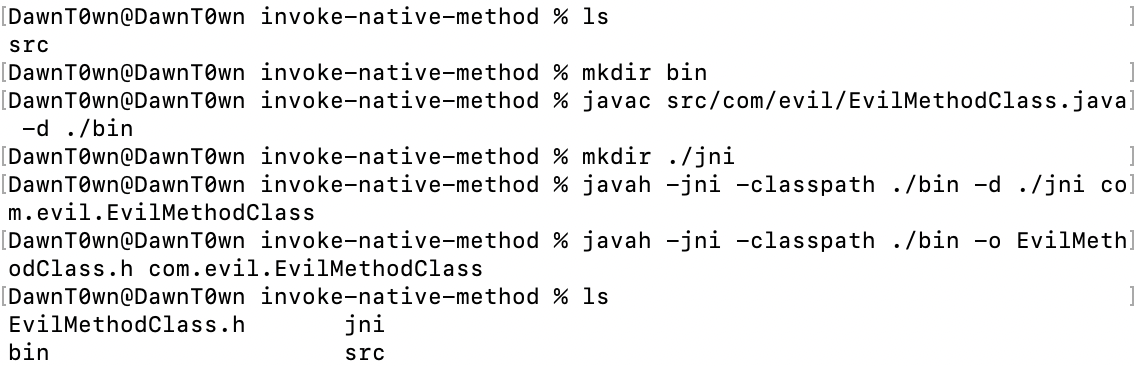 [DawnT0wn@DawnT0wn invoke-native-method % ls ]
src
[DawnT0wn@DawnT0wn invoke-native-method % mkdir bin ]
[DawnT0wn@DawnT0wn invoke-native-method % javac src/com/evil/EvilMethodClass.java]
 -d ./bin
[DawnT0wn@DawnT0wn invoke-native-method % mkdir ./jni ]
[DawnT0wn@DawnT0wn invoke-native-method % javah -jni -classpath ./bin -d ./jni co]
m.evil.EvilMethodClass
[DawnT0wn@DawnT0wn invoke-native-method % javah -jni -classpath ./bin -o EvilMeth]
odClass.h com.evil.EvilMethodClass
[DawnT0wn@DawnT0wn invoke-native-method % ls ]
EvilMethodClass.h jni
bin src